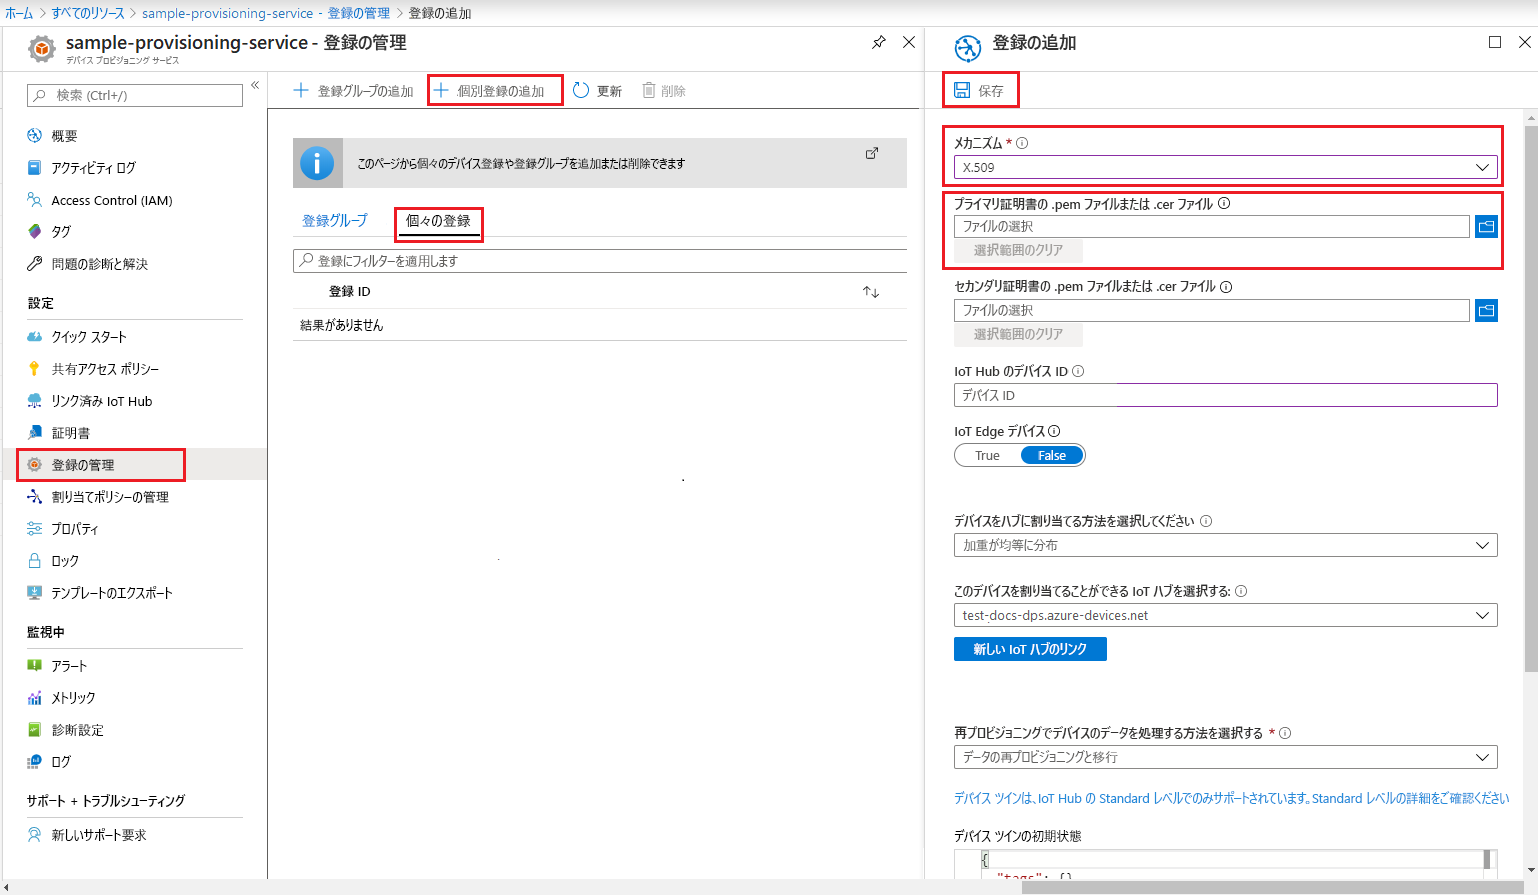 ホーム > すべてのリソース > sample-provisioning-service - 登録の管理 > 登録の追加
sample-provisioning-service - 登録の管理
デバイス プロビジョニング サービス
検索 (Ctrl+/)
概要
アクティビティ ログ
Access Control (IAM)
タグ
問題の診断と解決
設定
クイック スタート
共有アクセス ポリシー
リンク済み IoT Hub
証明書
登録の管理
割り当てポリシーの管理
プロパティ
ロック
テンプレートのエクスポート
監視中
アラート
メトリック
診断設定
ログ
サポート + トラブルシューティング
新しいサポート要求
登録グループの追加
個別登録の追加
更新
削除
このページから個々のデバイス登録や登録グループを追加または削除できます
登録グループ
個々の登録
登録にフィルターを適用します
登録 ID
結果がありません
登録の追加
保存
メカニズム *
X.509
プライマリ証明書の .pem ファイルまたは .cer ファイル
ファイルの選択
選択範囲のクリア
セカンダリ証明書の .pem ファイルまたは .cer ファイル
ファイルの選択
選択範囲のクリア
IoT Hub のデバイス ID
デバイス ID
IoT Edge デバイス
True False
デバイスをハブに割り当てる方法を選択してください
加重が均等に分布
このデバイスを割り当てることができる IoT ハブを選択する:
test-docs-dps.azure-devices.net
新しい IoT ハブのリンク
再プロビジョニングでデバイスのデータを処理する方法を選択する *
データの再プロビジョニングと移行
デバイス ツインは、IoT Hub の Standard レベルでのみサポートされています。Standard レベルの詳細をご確認ください
デバイス ツインの初期状態
{
"tags": {}